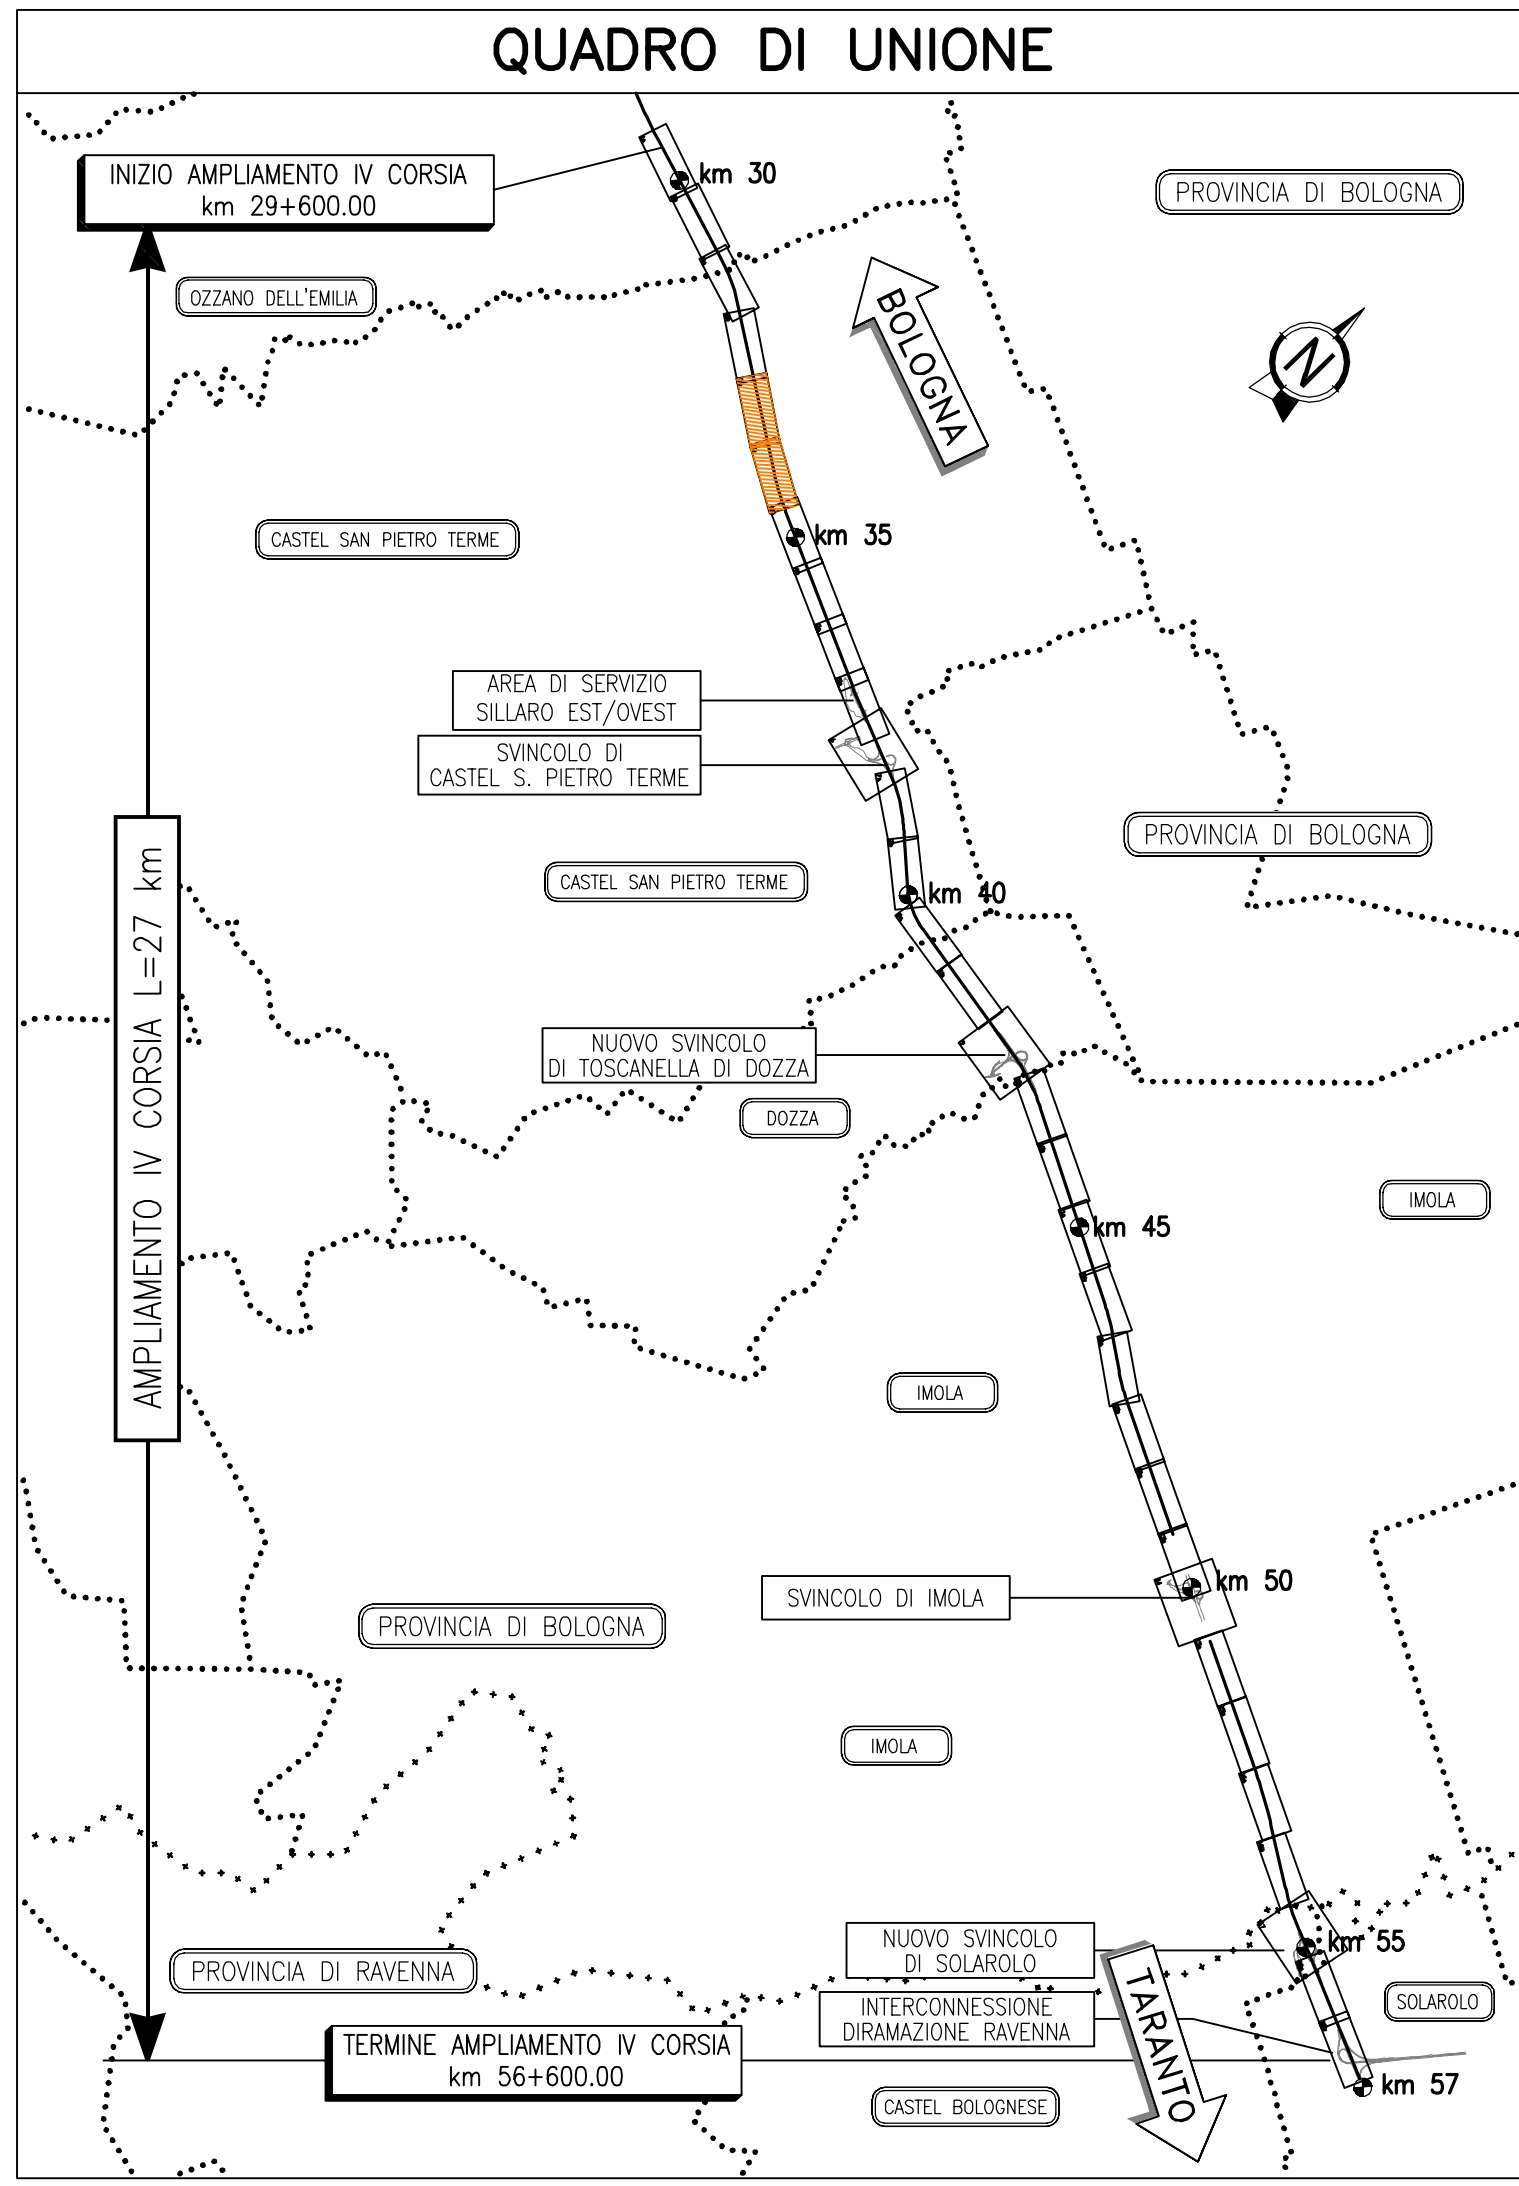 QUADRO DI UNIONE
INIZIO AMPLIAMENTO IV CORSIA
km 29+600.00
km 30
PROVINCIA DI BOLOGNA
OZZANO DELL'EMILIA
BOLOGNA
N
CASTEL SAN PIETRO TERME
km 35
AREA DI SERVIZIO
SILLARO EST/OVEST
SVINCOLO DI
CASTEL S. PIETRO TERME
PROVINCIA DI BOLOGNA
CASTEL SAN PIETRO TERME
km 40
AMPLIAMENTO IV CORSIA L=27 km
NUOVO SVINCOLO
DI TOSCANELLA DI DOZZA
DOZZA
IMOLA
km 45
IMOLA
km 50
SVINCOLO DI IMOLA
PROVINCIA DI BOLOGNA
IMOLA
NUOVO SVINCOLO
DI SOLAROLO
km 55
PROVINCIA DI RAVENNA
SOLAROLO
INTERCONNESSIONE
DIRAMAZIONE RAVENNA
TARANTO
TERMINE AMPLIAMENTO IV CORSIA
km 56+600.00
km 57
CASTEL BOLOGNESE